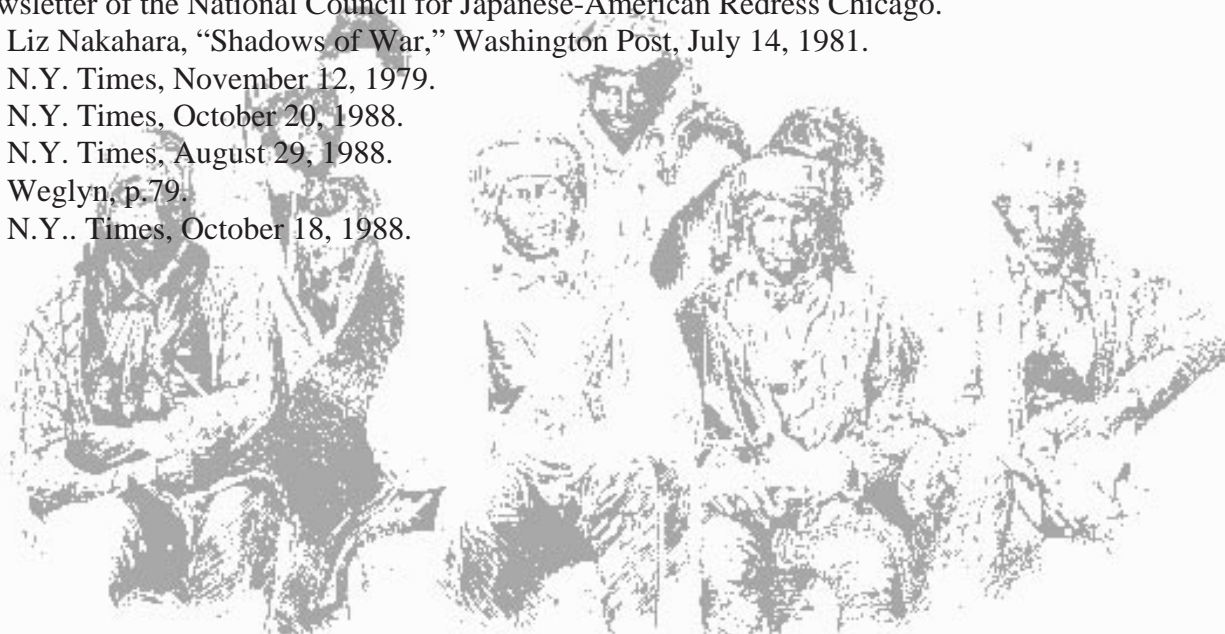 wsletter of the National Council for Japanese-American Redress Chicago.
Liz Nakahara, “Shadows of War,” Washington Post, July 14, 1981.
N.Y. Times, November 12, 1979.
N.Y. Times, October 20, 1988.
N.Y. Times, August 29, 1988.
Weglyn, p.79.
N.Y.. Times, October 18, 1988.